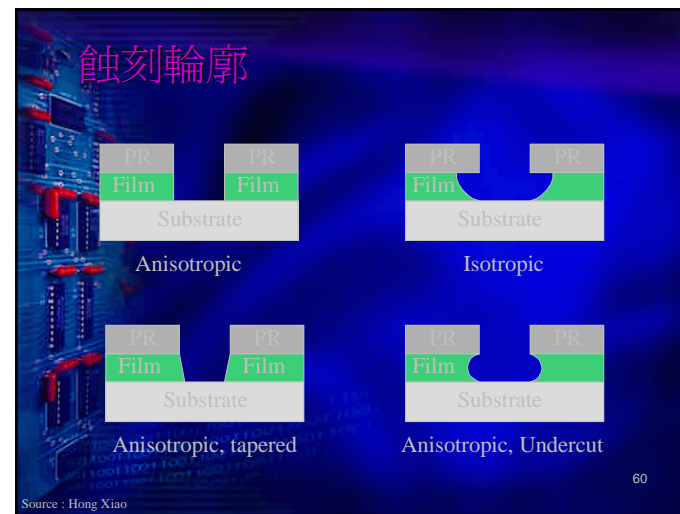 蝕刻輪廓
PR PR
Film Film
Substrate
Anisotropic
PR PR
Film
Substrate
Isotropic
PR PR
Film Film
Substrate
Anisotropic, tapered
PR PR
Film
Substrate
Anisotropic, Undercut
60
Source : Hong Xiao